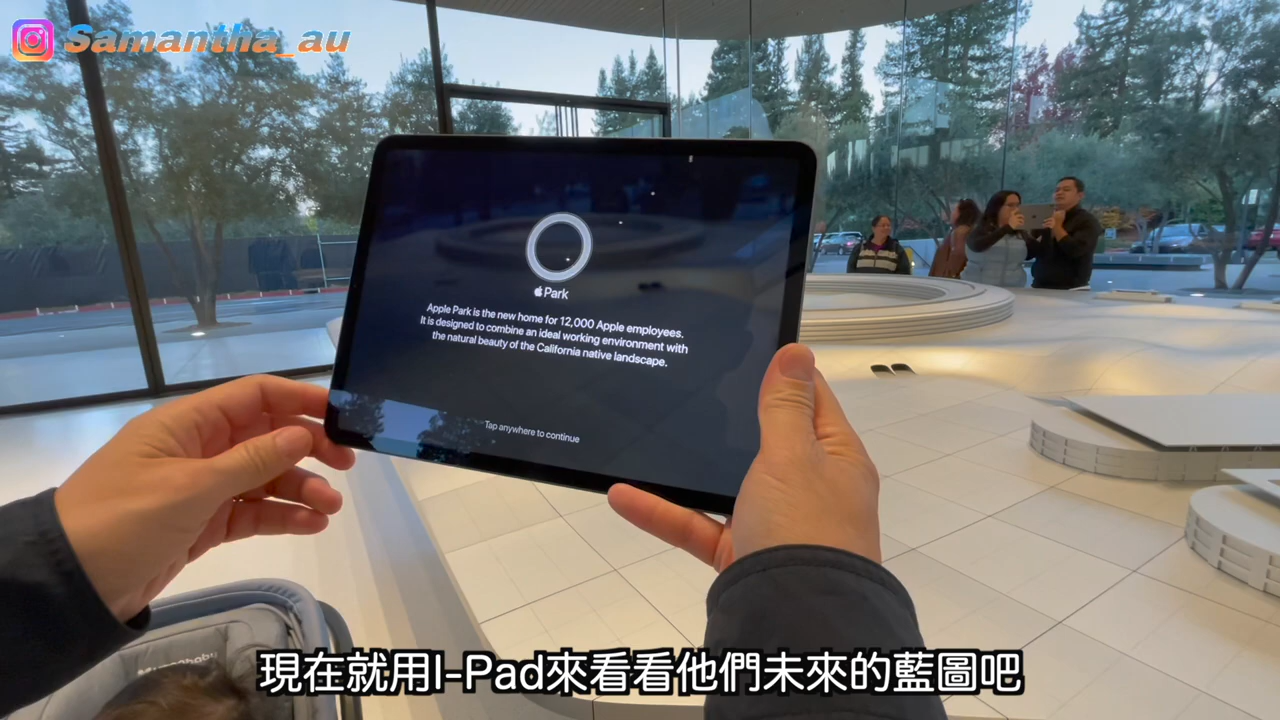 Samantha_au
Park
Apple Park is the new home for 12,000 Apple employees.
It is designed to combine an ideal working environment with
the natural beauty of the California native landscape.
Tap anywhere to continue
現在就用I-Pad來看看他們未來的藍圖吧